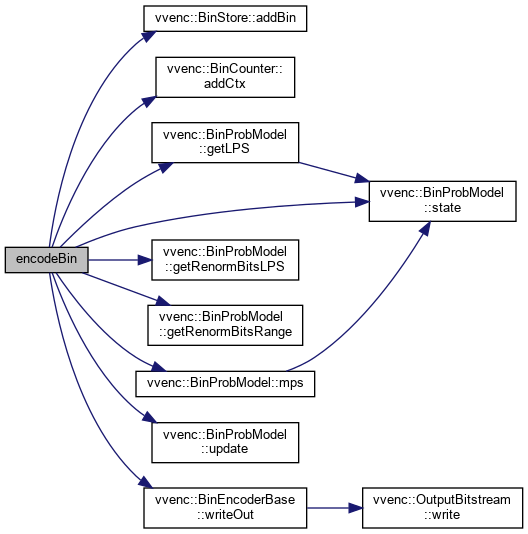 vvenc::BinStore::addBin
vvenc::BinCounter::
addCtx
vvenc::BinProbModel
::getLPS
vvenc::BinProbModel
::state
encodeBin
vvenc::BinProbModel
::getRenormBitsLPS
vvenc::BinProbModel
::getRenormBitsRange
vvenc::BinProbModel::mps
vvenc::BinProbModel
::update
vvenc::BinEncoderBase
::writeOut
vvenc::OutputBitstream
::write